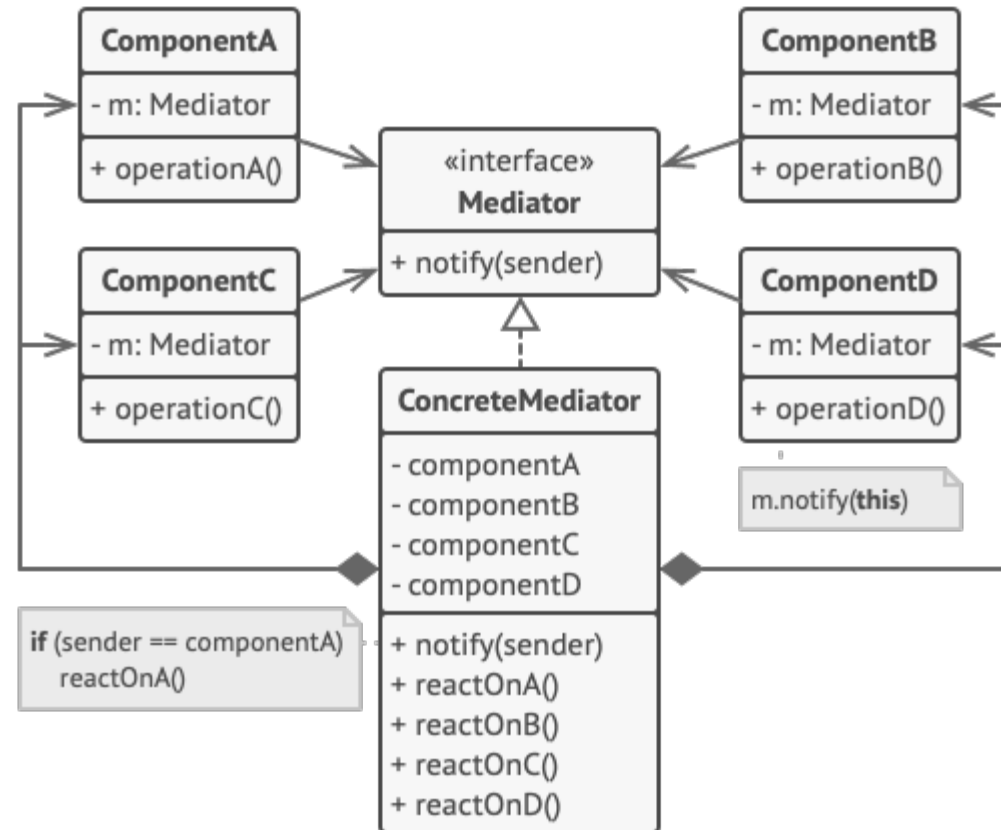 ComponentA
- m: Mediator
+ operationA()
ComponentB
- m: Mediator
+ operationB()
«interface»
Mediator
+ notify(sender)
ComponentC
- m: Mediator
+ operationC()
ComponentD
- m: Mediator
+ operationD()
m.notify(this)
ConcreteMediator
- componentA
- componentB
- componentC
- componentD
+ notify(sender)
+ reactOnA()
+ reactOnB()
+ reactOnC()
+ reactOnD()
if (sender == componentA)
reactOnA()